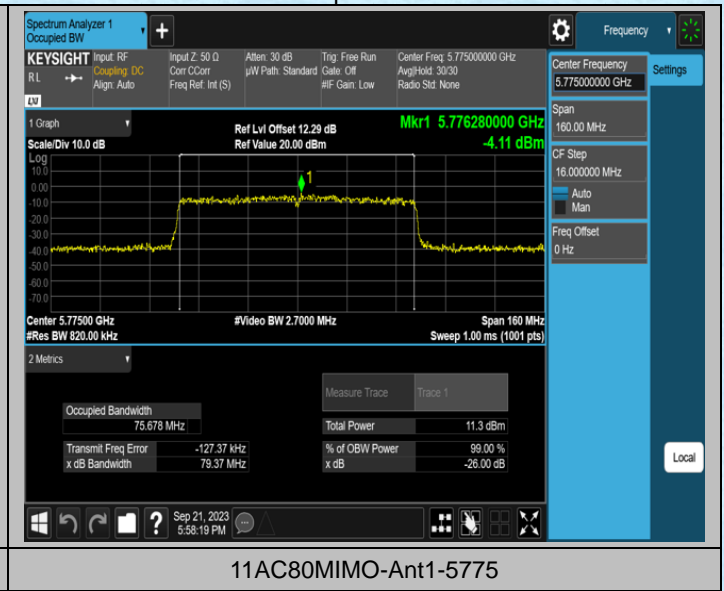 Spectrum Analyzer 1
Occupied BW
+
Frequency
KEYSIGHT
RL
LXI
Input: RF
Coupling: DC
Align: Auto
Input Z: 50 Ω
Corr CCorr
Freq Ref: Int (S)
Atten: 30 dB
µW Path: Standard
Trig: Free Run
Gate: Off
#IF Gain: Low
Center Freq: 5.775000000 GHz
Avg|Hold: 30/30
Radio Std: None
Center Frequency
5.775000000 GHz
Settings
Span
160.00 MHz
CF Step
16.000000 MHz
Auto
Man
Freq Offset
0 Hz
Local
1 Graph
Scale/Div 10.0 dB
Ref Lvl Offset 12.29 dB
Ref Value 20.00 dBm
Mkr1 5.776280000 GHz
-4.11 dBm
Log
10.0
0.00
-10.0
-20.0
-30.0
-40.0
-50.0
-60.0
-70.0
1
Center 5.77500 GHz
#Res BW 820.00 kHz
#Video BW 2.7000 MHz
Span 160 MHz
Sweep 1.00 ms (1001 pts)
2 Metrics
Measure Trace Trace 1
Occupied Bandwidth
75.678 MHz
Total Power 11.3 dBm
Transmit Freq Error -127.37 kHz
% of OBW Power 99.00 %
x dB Bandwidth 79.37 MHz
x dB -26.00 dB
?
Sep 21, 2023
5:58:19 PM
11AC80MIMO-Ant1-5775